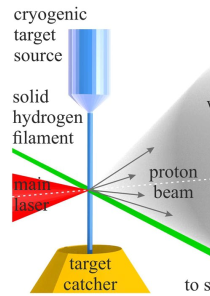 cryogenic
target
source
solid
hydrogen
filament
main
laser
proton
beam
target
catcher
to s